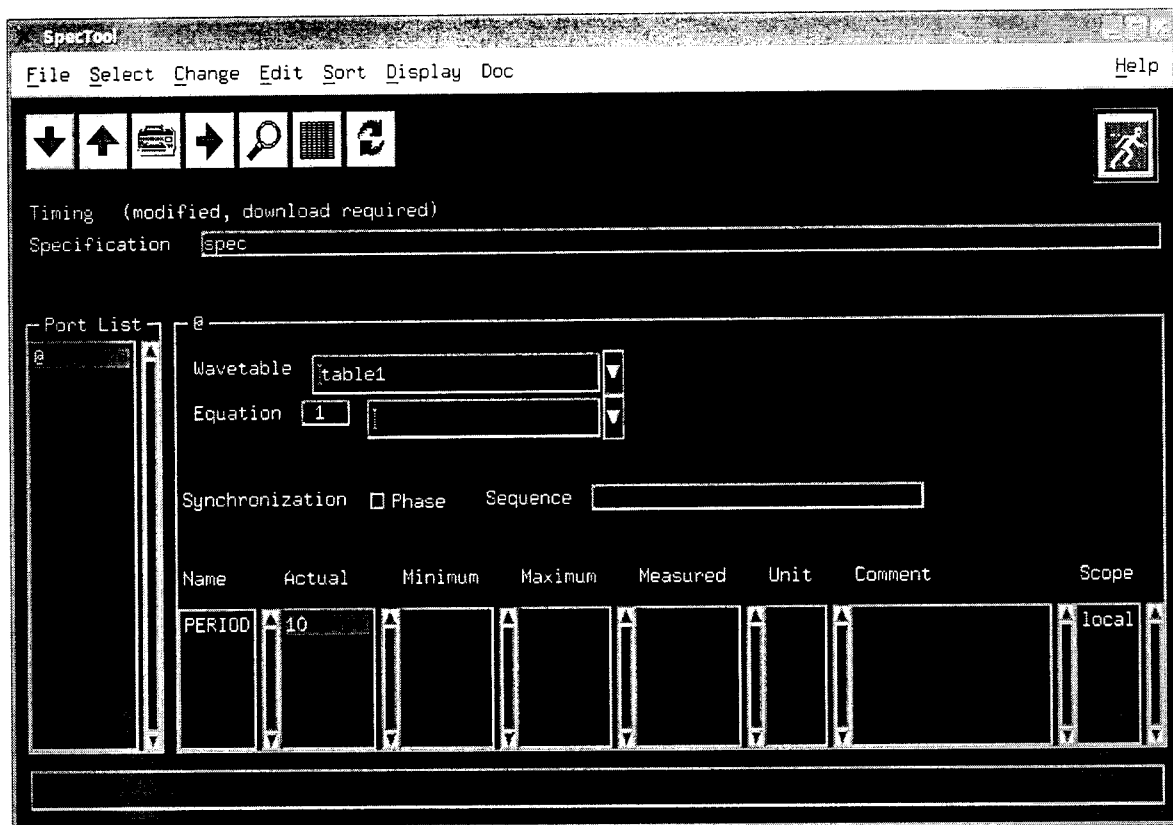 SpecTool
File Select Change Edit Sort Display Doc Help
Timing (modified, download required)
Specification spec
Port List @
@
Wavetable table1
Equation 1
Synchronization Phase Sequence
Name Actual Minimum Maximum Measured Unit Comment Scope
PERIOD 10 local